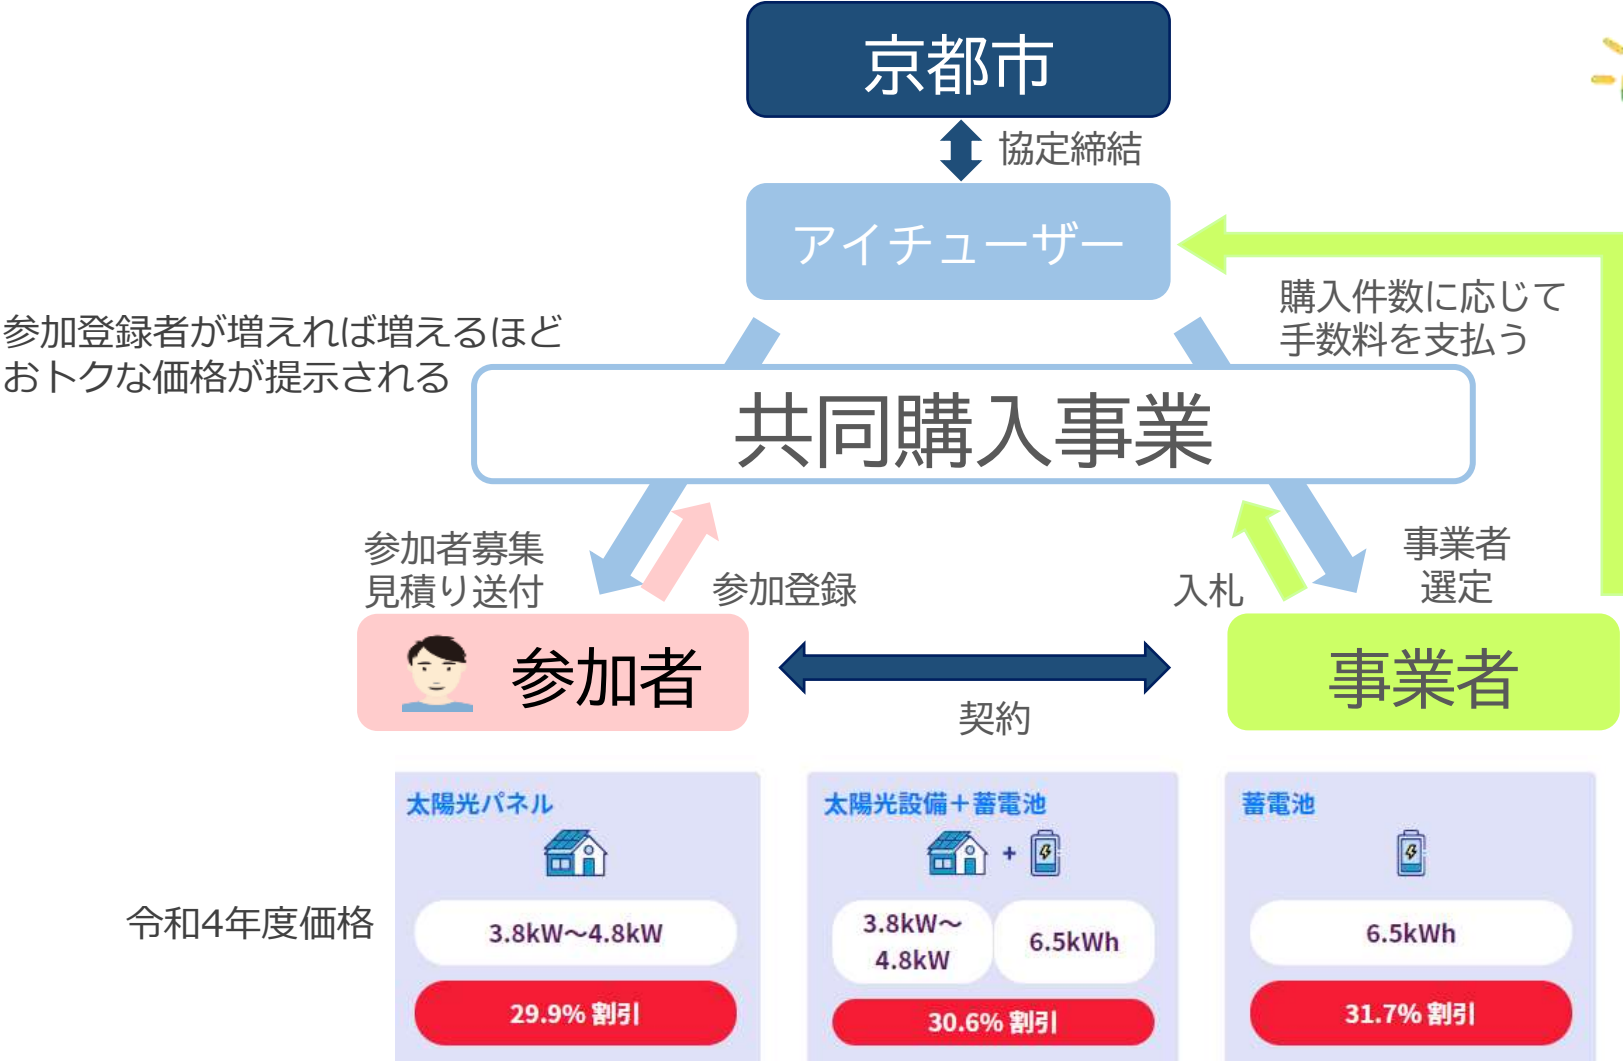 京都市
協定締結
アイチューザー
購入件数に応じて
手数料を支払う
参加登録者が増えれば増えるほど
おトクな価格が提示される
共同購入事業
参加者募集
見積り送付
参加登録
入札
事業者
選定
参加者
契約
事業者
令和4年度価格
太陽光パネル
3.8kW～4.8kW
29.9% 割引
太陽光設備＋蓄電池
+
3.8kW～
4.8kW
6.5kWh
30.6% 割引
蓄電池
6.5kWh
31.7% 割引